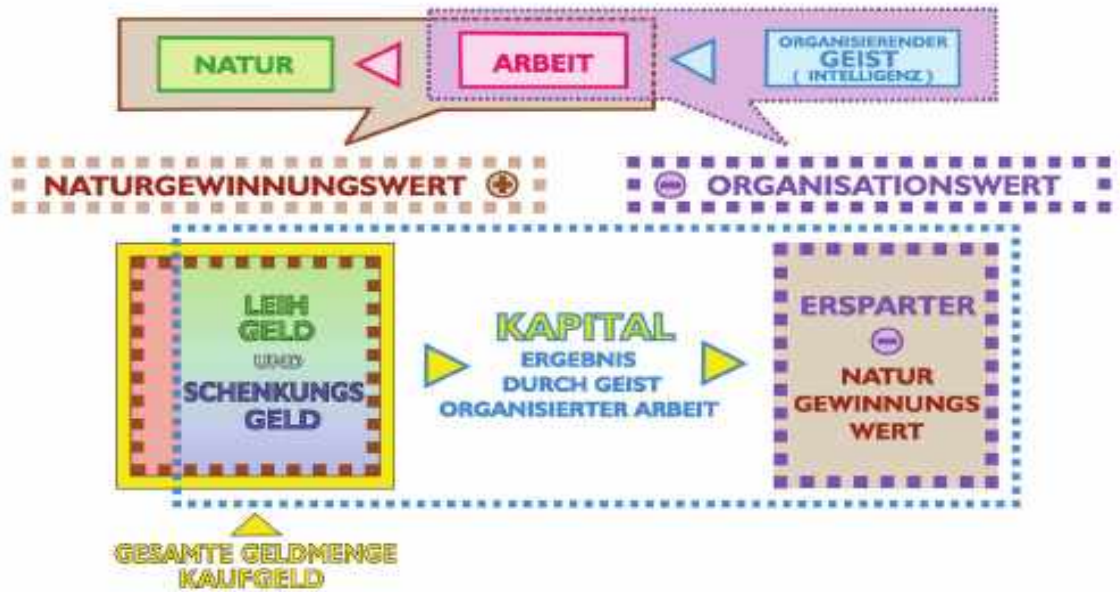 NATUR
ARBEIT
ORGANISIERENDER
GEIST
( INTELLIGENZ )
NATURGEWINNUNGSWERT +
− ORGANISATIONSWERT
LEIH
GELD
UND
SCHENKUNGS
GELD
KAPITAL
ERGEBNIS
DURCH GEIST
ORGANISIERTER ARBEIT
ERSPARTER
−
NATUR
GEWINNUNGS
WERT
GESAMTE GELDMENGE
KAUFGELD